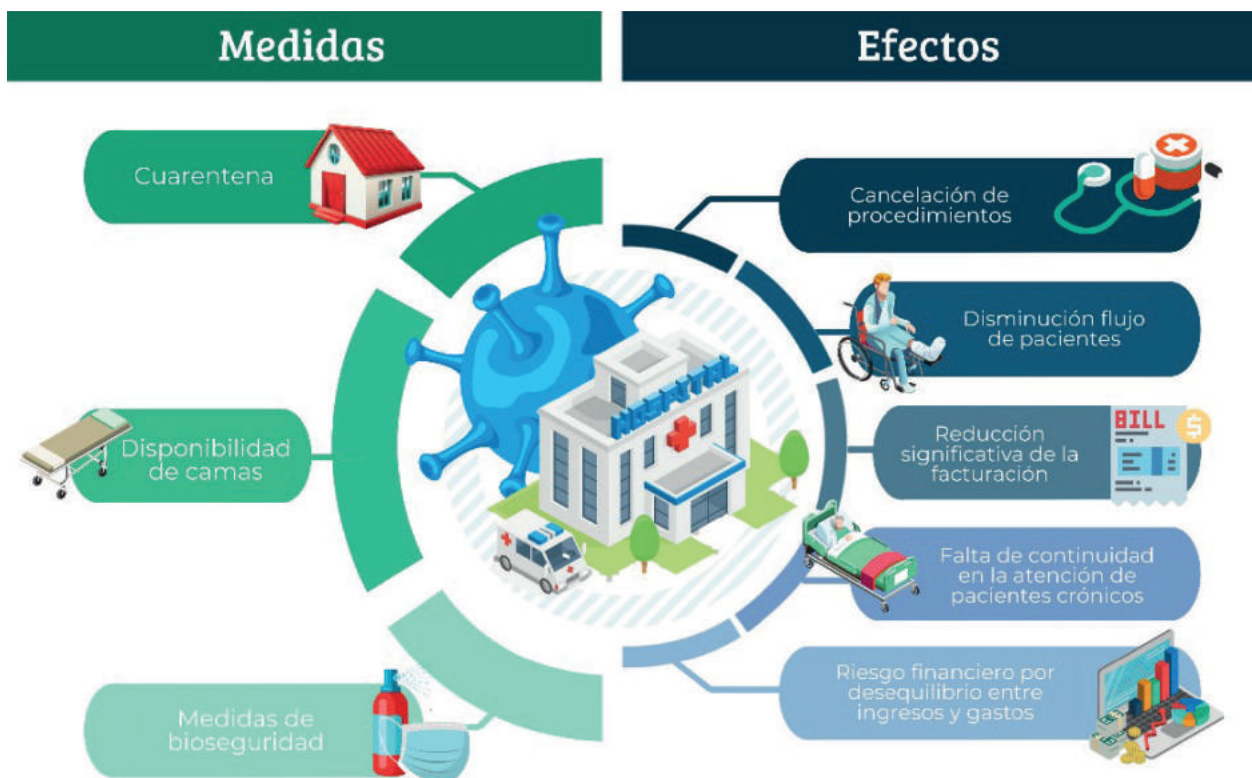 Medidas
Efectos
Cuarentena
Disponibilidad
de camas
Medidas de
bioseguridad
HOSPITAL
Cancelación de
procedimientos
Disminución flujo
de pacientes
Reducción
significativa de la
facturación
BILL
$
Falta de continuidad
en la atención de
pacientes crónicos
Riesgo financiero por
desequilibrio entre
ingresos y gastos